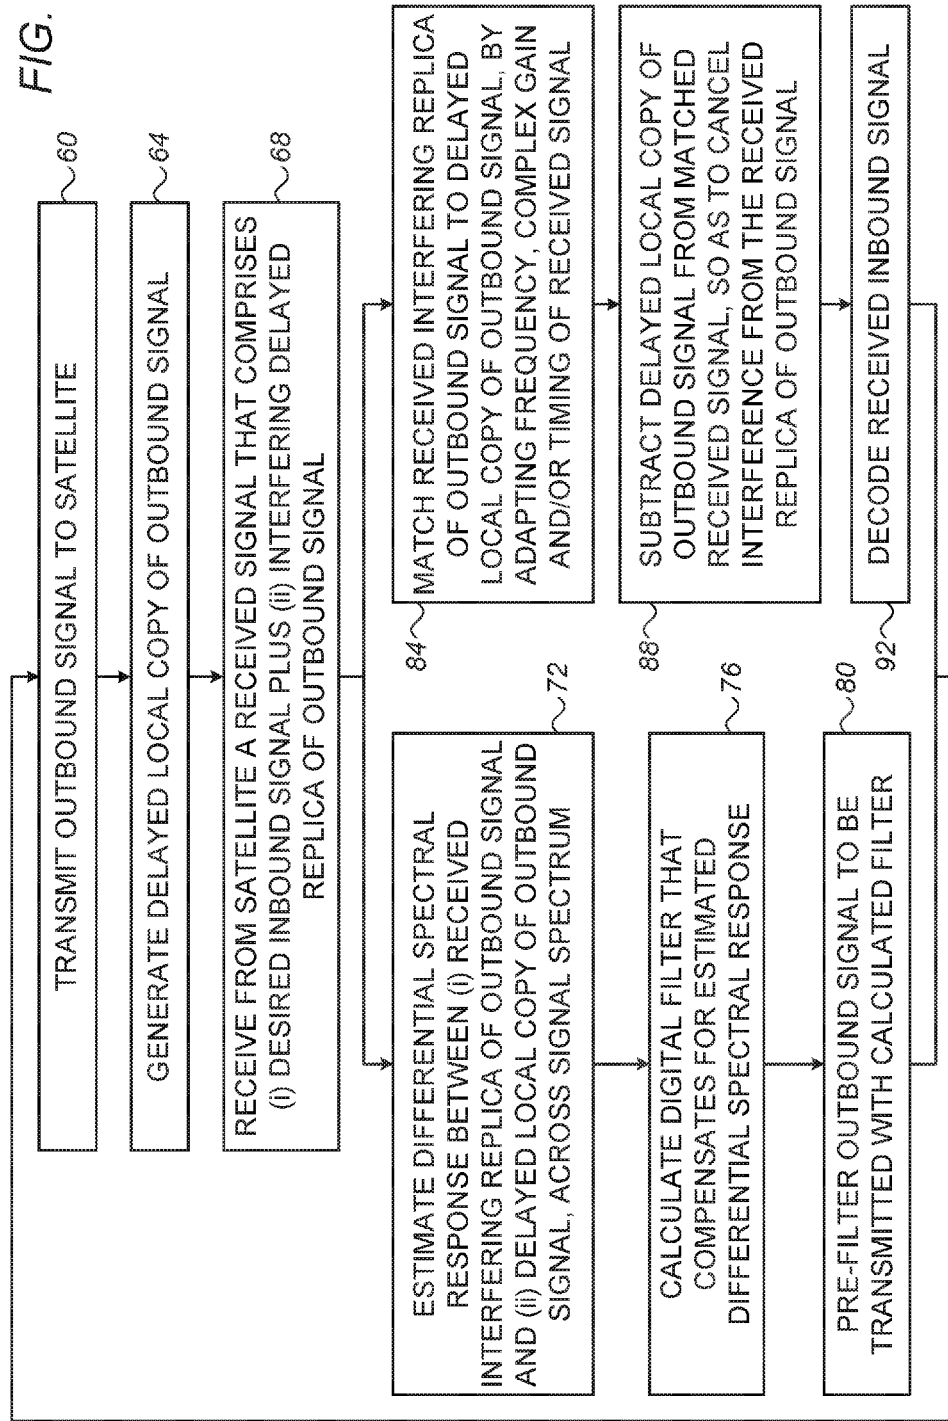 FIG.
TRANSMIT OUTBOUND SIGNAL TO SATELLITE
60
GENERATE DELAYED LOCAL COPY OF OUTBOUND SIGNAL
64
RECEIVE FROM SATELLITE A RECEIVED SIGNAL THAT COMPRISES
(i) DESIRED INBOUND SIGNAL PLUS (ii) INTERFERING DELAYED
REPLICA OF OUTBOUND SIGNAL
68
ESTIMATE DIFFERENTIAL SPECTRAL
RESPONSE BETWEEN (i) RECEIVED
INTERFERING REPLICA OF OUTBOUND SIGNAL
AND (ii) DELAYED LOCAL COPY OF OUTBOUND
SIGNAL, ACROSS SIGNAL SPECTRUM
72
CALCULATE DIGITAL FILTER THAT
COMPENSATES FOR ESTIMATED
DIFFERENTIAL SPECTRAL RESPONSE
76
PRE-FILTER OUTBOUND SIGNAL TO BE
TRANSMITTED WITH CALCULATED FILTER
80
84
MATCH RECEIVED INTERFERING REPLICA
OF OUTBOUND SIGNAL TO DELAYED
LOCAL COPY OF OUTBOUND SIGNAL, BY
ADAPTING FREQUENCY, COMPLEX GAIN
AND/OR TIMING OF RECEIVED SIGNAL
88
SUBTRACT DELAYED LOCAL COPY OF
OUTBOUND SIGNAL FROM MATCHED
RECEIVED SIGNAL, SO AS TO CANCEL
INTERFERENCE FROM THE RECEIVED
REPLICA OF OUTBOUND SIGNAL
92
DECODE RECEIVED INBOUND SIGNAL